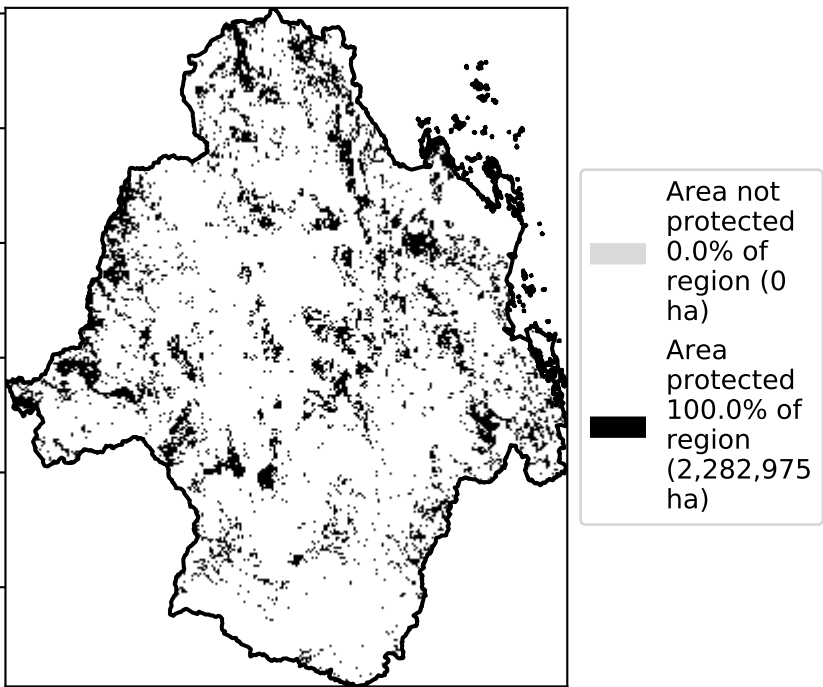 Area not
protected
0.0% of
region (0
ha)
Area
protected
100.0% of
region
(2,282,975
ha)